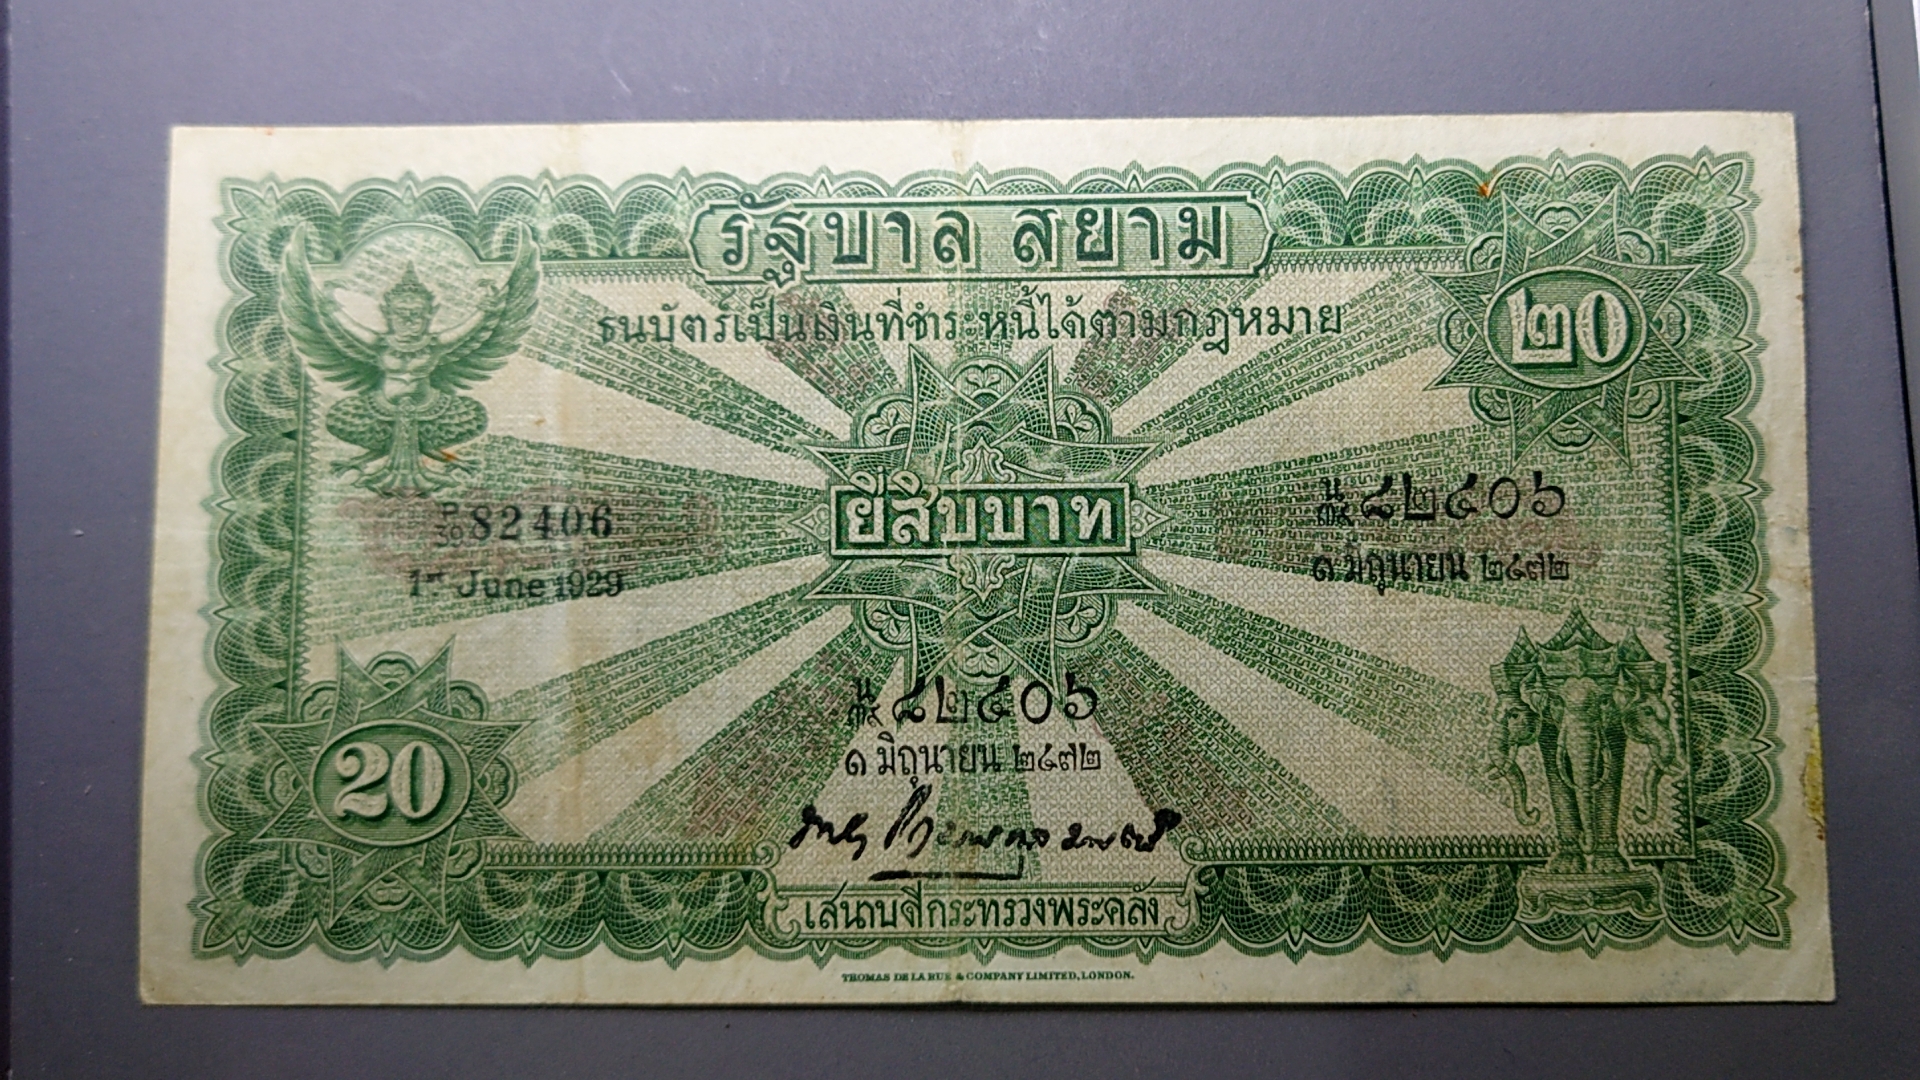 รัฐบาล สยาม
ธนบัตร์เป็นเงินที่ชำระหนี้ได้ตามกฎหมาย
๒๐
P/30 82406
1st June 1929
ยี่สิบบาท
๘๒๔๐๖
๑ มิถุนายน ๒๔๗๒
๘๒๔๐๖
๑ มิถุนายน ๒๔๗๒
20
เสนาบดีกระทรวงพระคลัง
THOMAS DE LA RUE & COMPANY LIMITED, LONDON.